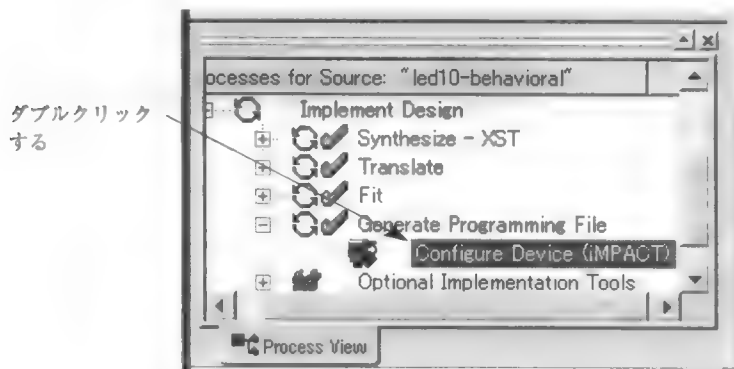 ocesses for Source: "led10-behavioral"
Implement Design
ダブルクリック
する
Synthesize - XST
Translate
Fit
Generate Programming File
Configure Device (iMPACT)
Optional Implementation Tools
Process View